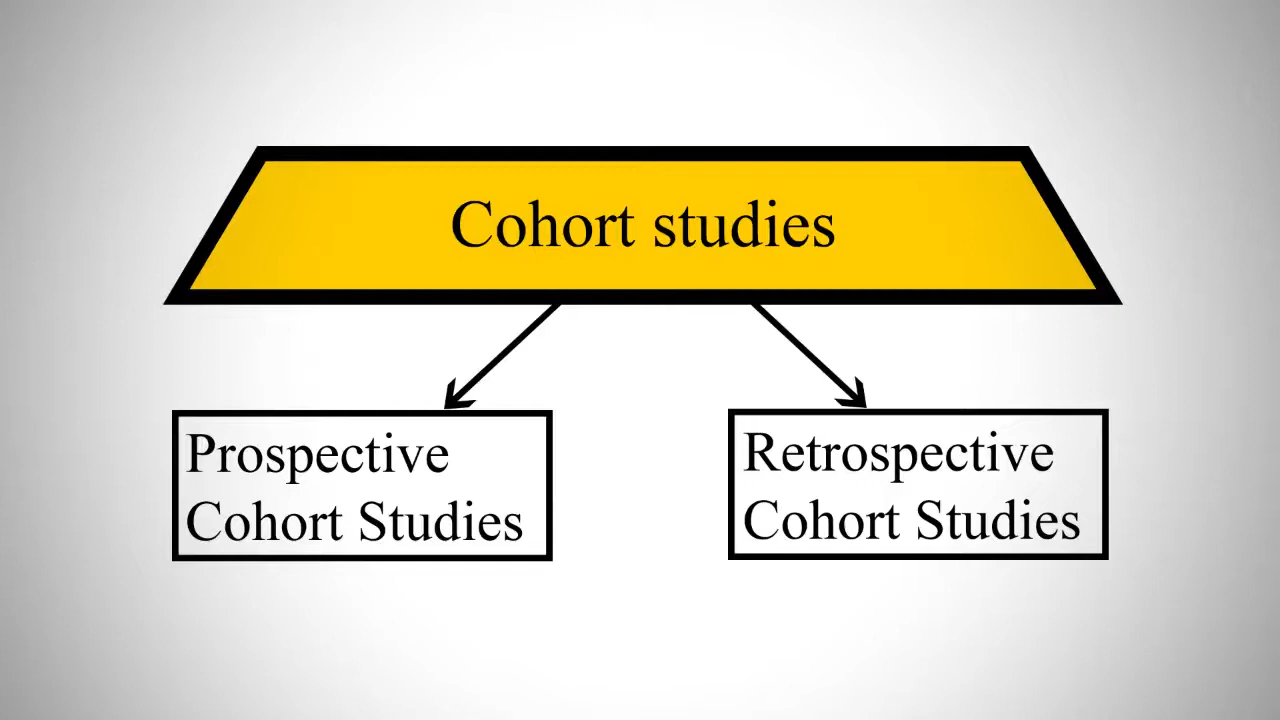 Cohort studies
Prospective
Cohort Studies
Retrospective
Cohort Studies